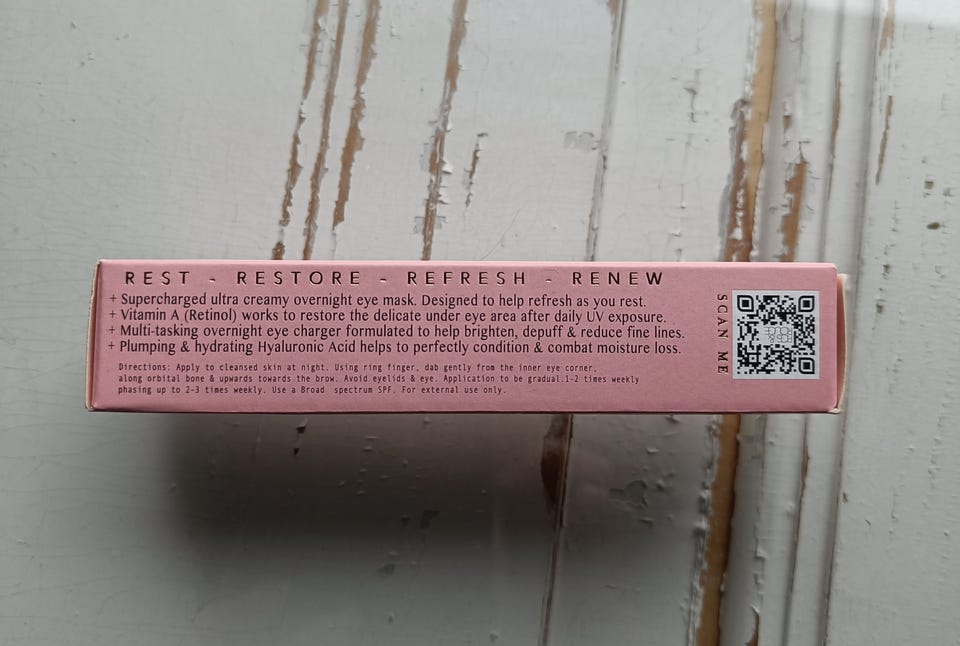 REST - RESTORE - REFRESH - RENEW
+ Supercharged ultra creamy overnight eye mask. Designed to help refresh as you rest.
+ Vitamin A (Retinol) works to restore the delicate under eye area after daily UV exposure.
+ Multi-tasking overnight eye charger formulated to help brighten, depuff & reduce fine lines.
+ Plumping & hydrating Hyaluronic Acid helps to perfectly condition & combat moisture loss.
Directions: Apply to cleansed skin at night. Using ring finger, dab gently from the inner eye corner,
along orbital bone & upwards towards the brow. Avoid eyelids & eye. Application to be gradual.1-2 times weekly
phasing up to 2-3 times weekly. Use a Broad spectrum SPF. For external use only.
SCAN ME